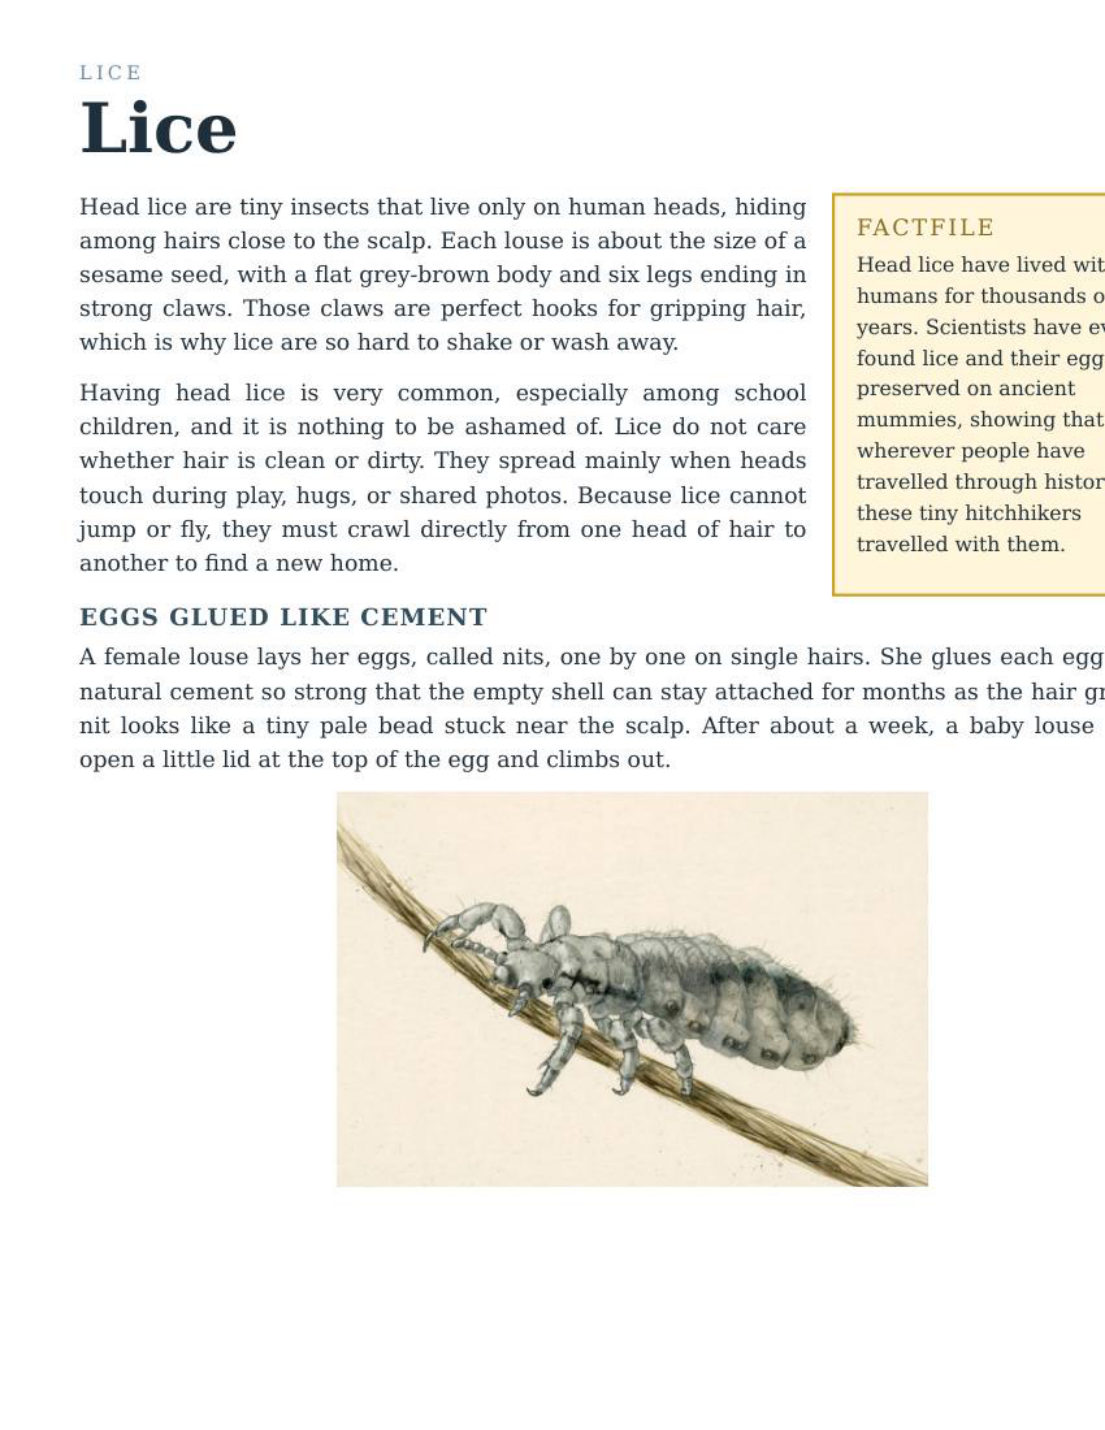 LICE
Lice
Head lice are tiny insects that live only on human heads, hiding
among hairs close to the scalp. Each louse is about the size of a
sesame seed, with a flat grey-brown body and six legs ending in
strong claws. Those claws are perfect hooks for gripping hair,
which is why lice are so hard to shake or wash away.
Having head lice is very common, especially among school
children, and it is nothing to be ashamed of. Lice do not care
whether hair is clean or dirty. They spread mainly when heads
touch during play, hugs, or shared photos. Because lice cannot
jump or fly, they must crawl directly from one head of hair to
another to find a new home.
FACTFILE
Head lice have lived
humans for thousands
years. Scientists have
found lice and their
preserved on ancient
mummies, showing that
wherever people have
travelled through
these tiny hitchhikers
travelled with them.
EGGS GLUED LIKE CEMENT
A female louse lays her eggs, called nits, one by one on single hairs. She glues each egg
natural cement so strong that the empty shell can stay attached for months as the hair
nit looks like a tiny pale bead stuck near the scalp. After about a week, a baby louse
open a little lid at the top of the egg and climbs out.